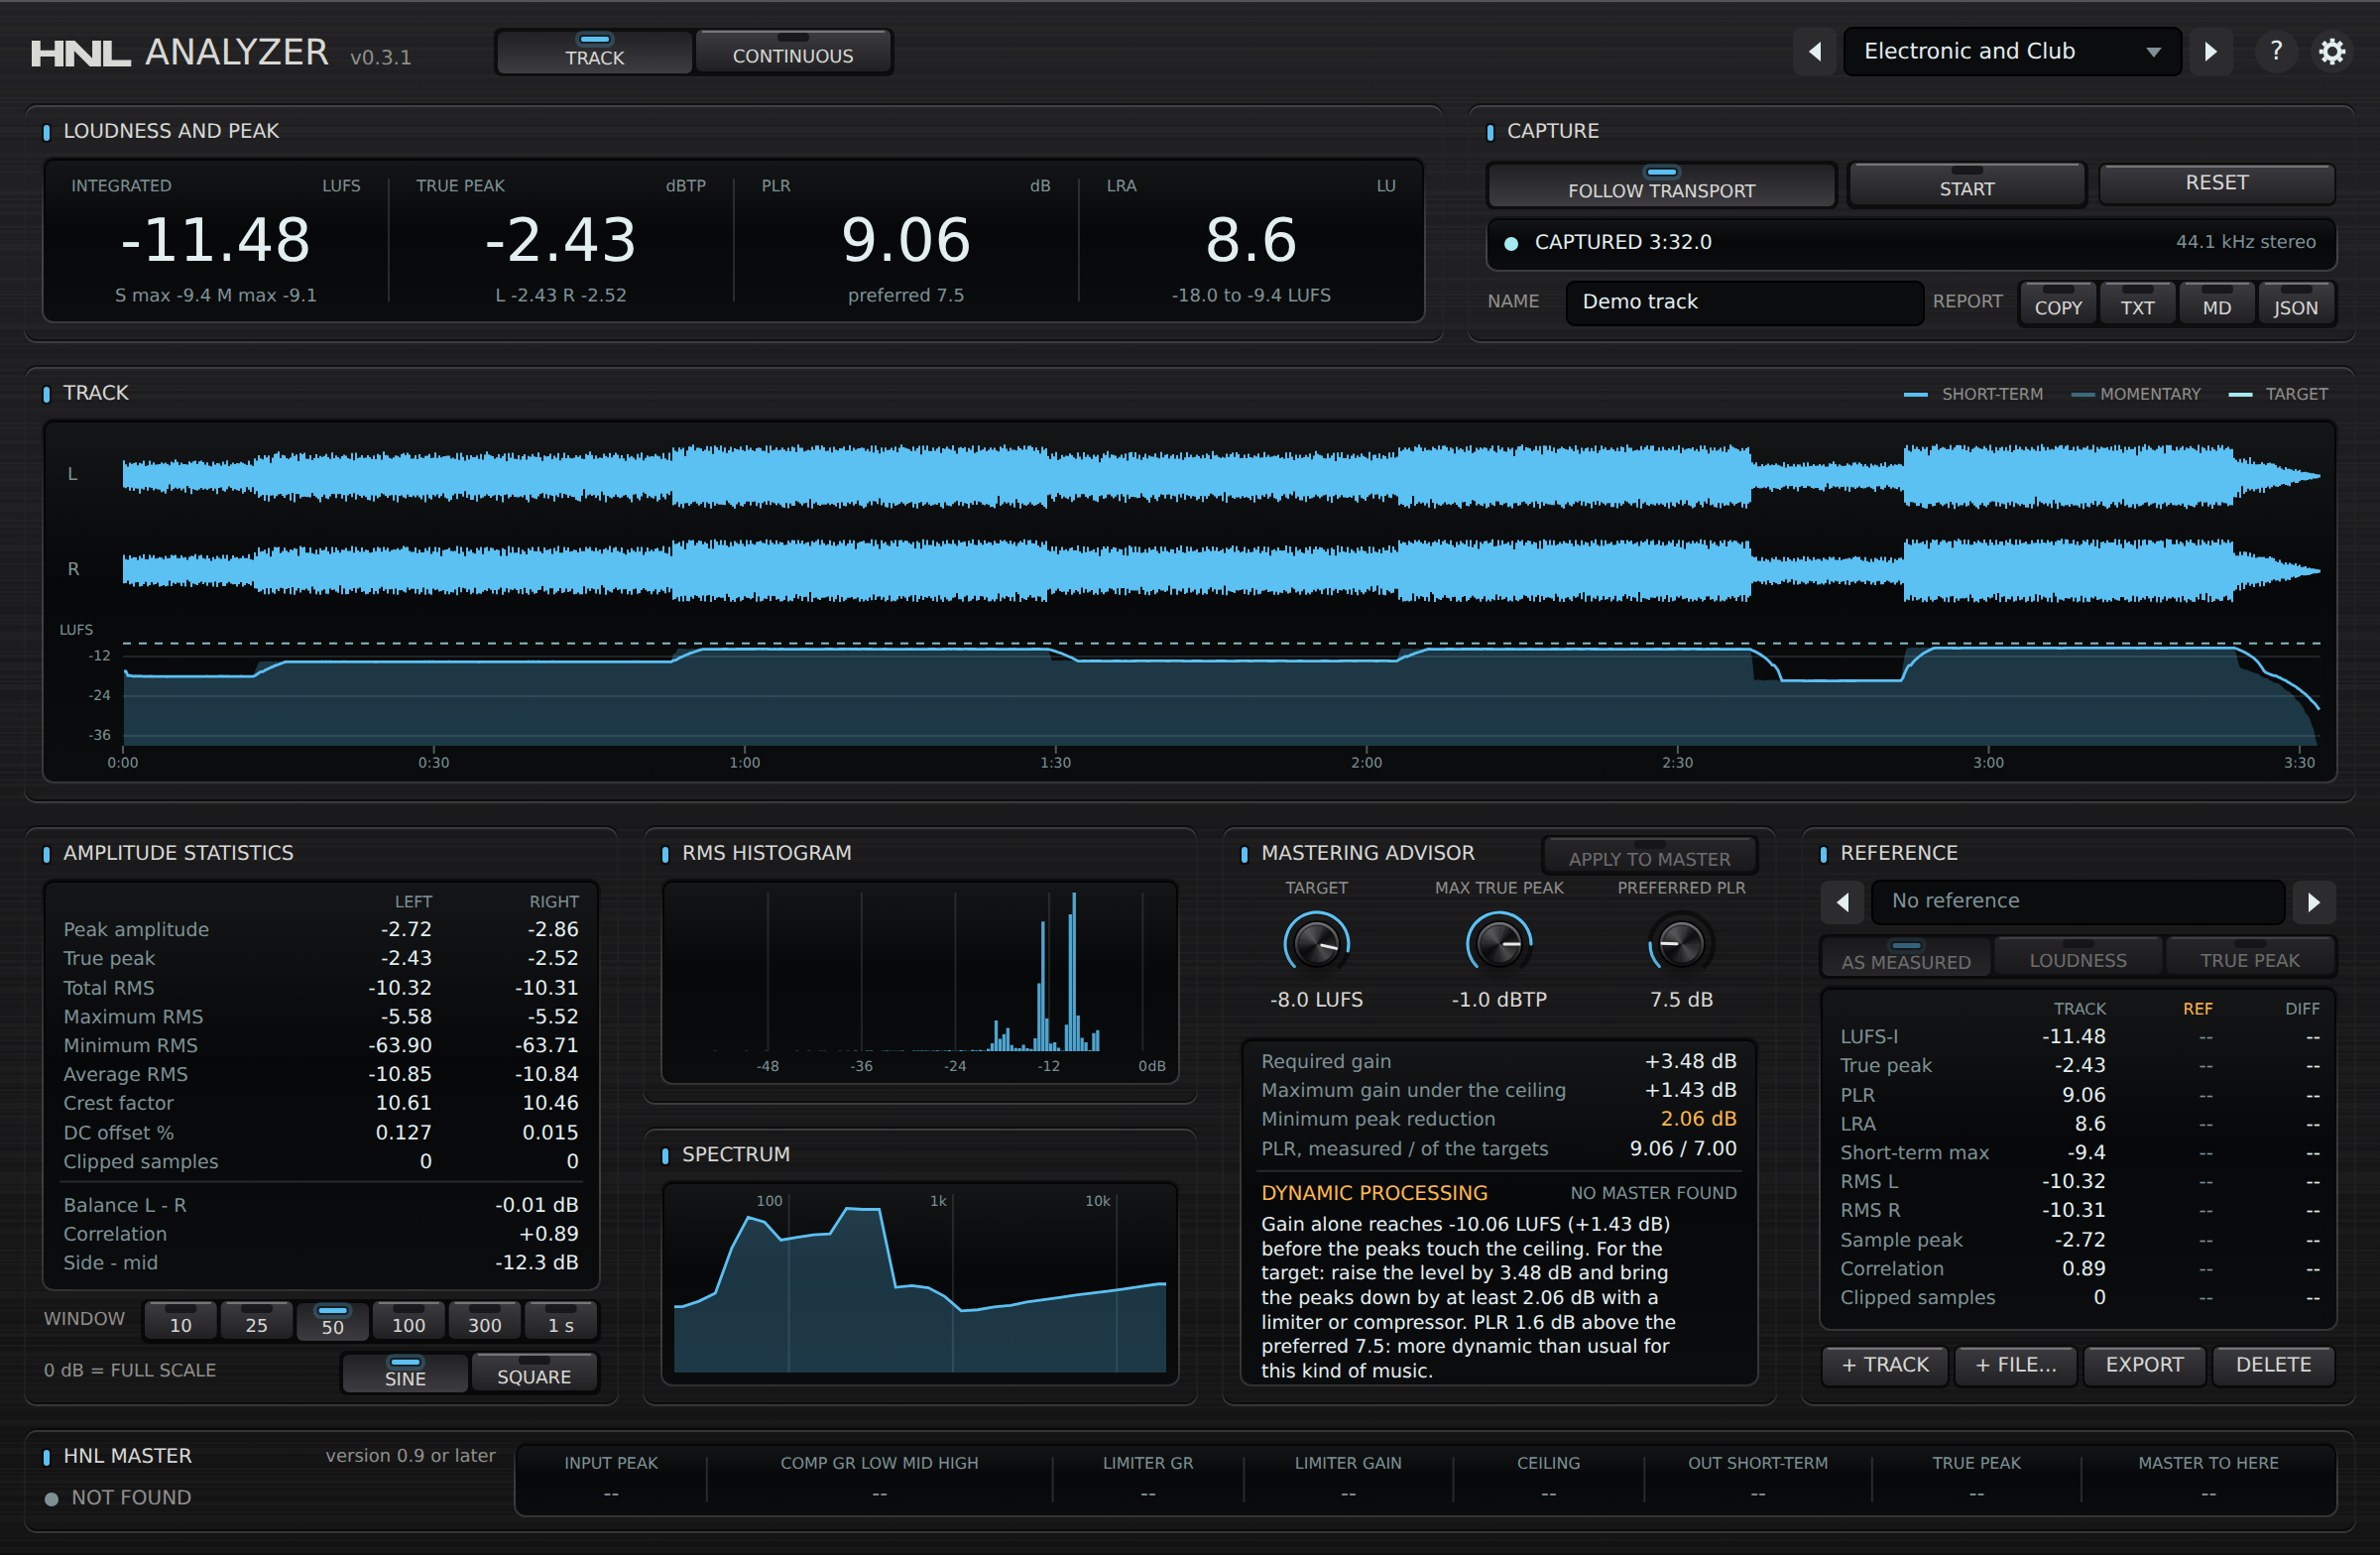 HNL ANALYZER v0.3.1
TRACK CONTINUOUS
Electronic and Club
?
LOUDNESS AND PEAK
INTEGRATED LUFS TRUE PEAK dBTP PLR dB LRA LU
-11.48 -2.43 9.06 8.6
S max -9.4 M max -9.1 L -2.43 R -2.52 preferred 7.5 -18.0 to -9.4 LUFS
CAPTURE
FOLLOW TRANSPORT START RESET
CAPTURED 3:32.0 44.1 kHz stereo
NAME Demo track REPORT COPY TXT MD JSON
TRACK SHORT-TERM MOMENTARY TARGET
L
R
LUFS
-12
-24
-36
0:00 0:30 1:00 1:30 2:00 2:30 3:00 3:30
AMPLITUDE STATISTICS
LEFT RIGHT
Peak amplitude -2.72 -2.86
True peak -2.43 -2.52
Total RMS -10.32 -10.31
Maximum RMS -5.58 -5.52
Minimum RMS -63.90 -63.71
Average RMS -10.85 -10.84
Crest factor 10.61 10.46
DC offset % 0.127 0.015
Clipped samples 0 0
Balance L - R -0.01 dB
Correlation +0.89
Side - mid -12.3 dB
WINDOW 10 25 50 100 300 1 s
0 dB = FULL SCALE SINE SQUARE
RMS HISTOGRAM
-48 -36 -24 -12 0dB
SPECTRUM
100 1k 10k
MASTERING ADVISOR APPLY TO MASTER
TARGET MAX TRUE PEAK PREFERRED PLR
-8.0 LUFS -1.0 dBTP 7.5 dB
Required gain +3.48 dB
Maximum gain under the ceiling +1.43 dB
Minimum peak reduction 2.06 dB
PLR, measured / of the targets 9.06 / 7.00
DYNAMIC PROCESSING NO MASTER FOUND
Gain alone reaches -10.06 LUFS (+1.43 dB)
before the peaks touch the ceiling. For the
target: raise the level by 3.48 dB and bring
the peaks down by at least 2.06 dB with a
limiter or compressor. PLR 1.6 dB above the
preferred 7.5: more dynamic than usual for
this kind of music.
REFERENCE
No reference
AS MEASURED LOUDNESS TRUE PEAK
TRACK REF DIFF
LUFS-I -11.48 -- --
True peak -2.43 -- --
PLR 9.06 -- --
LRA 8.6 -- --
Short-term max -9.4 -- --
RMS L -10.32 -- --
RMS R -10.31 -- --
Sample peak -2.72 -- --
Correlation 0.89 -- --
Clipped samples 0 -- --
+ TRACK + FILE... EXPORT DELETE
HNL MASTER version 0.9 or later
NOT FOUND
INPUT PEAK COMP GR LOW MID HIGH LIMITER GR LIMITER GAIN CEILING OUT SHORT-TERM TRUE PEAK MASTER TO HERE
-- -- -- -- -- -- -- --